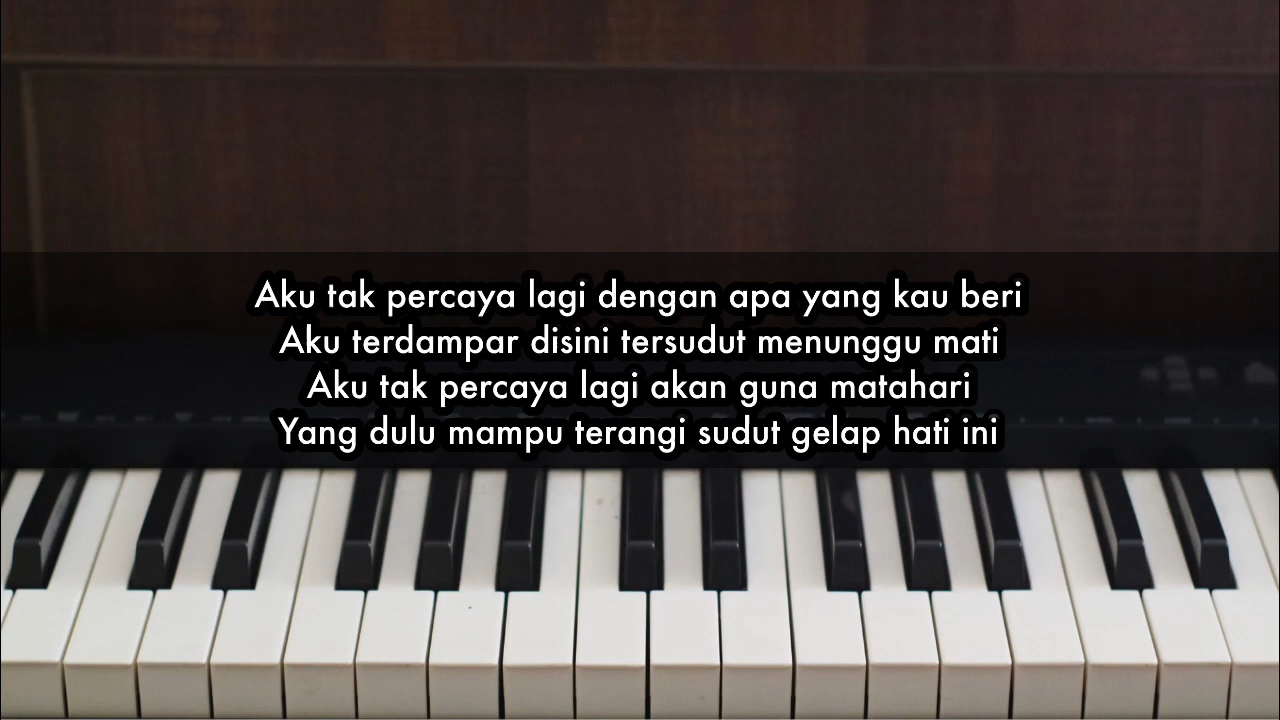 Aku tak percaya lagi dengan apa yang kau beri
Aku terdampar disini tersudut menunggu mati
Aku tak percaya lagi akan guna matahari
Yang dulu mampu terangi sudut gelap hati ini